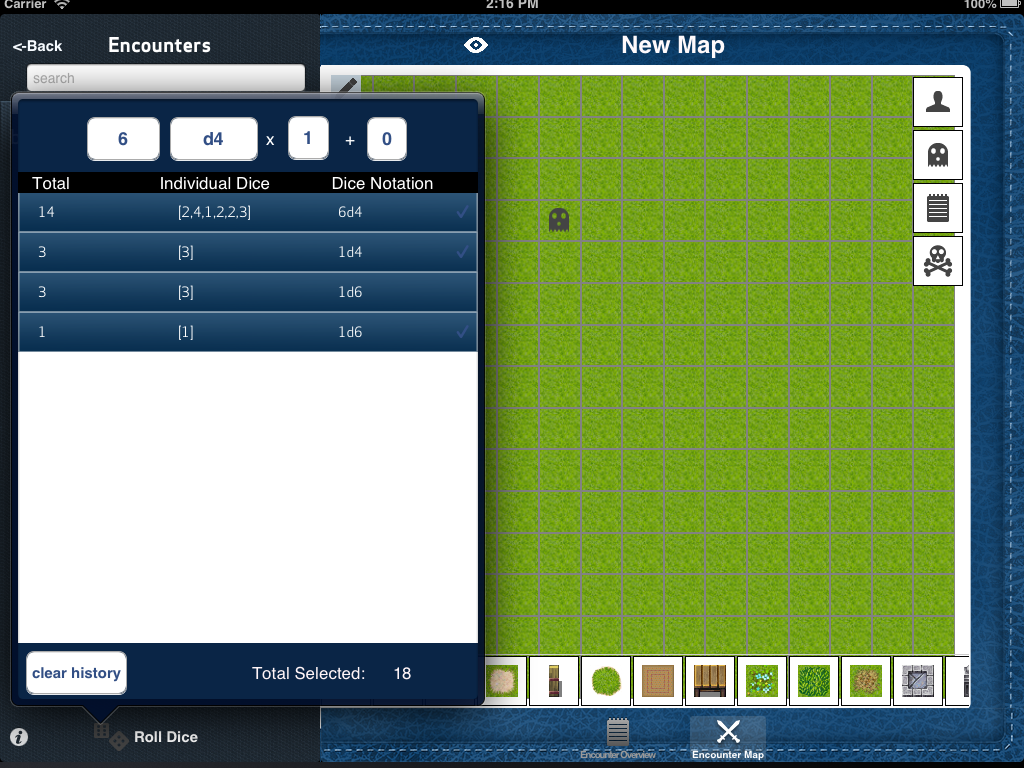 Carrier 2:16 PM 100%
<-Back Encounters New Map
search
6 d4 x 1 + 0
Total Individual Dice Dice Notation
14 [2,4,1,2,2,3] 6d4
3 [3] 1d4
3 [3] 1d6
1 [1] 1d6
clear history Total Selected: 18
Roll Dice
Encounter Overview Encounter Map